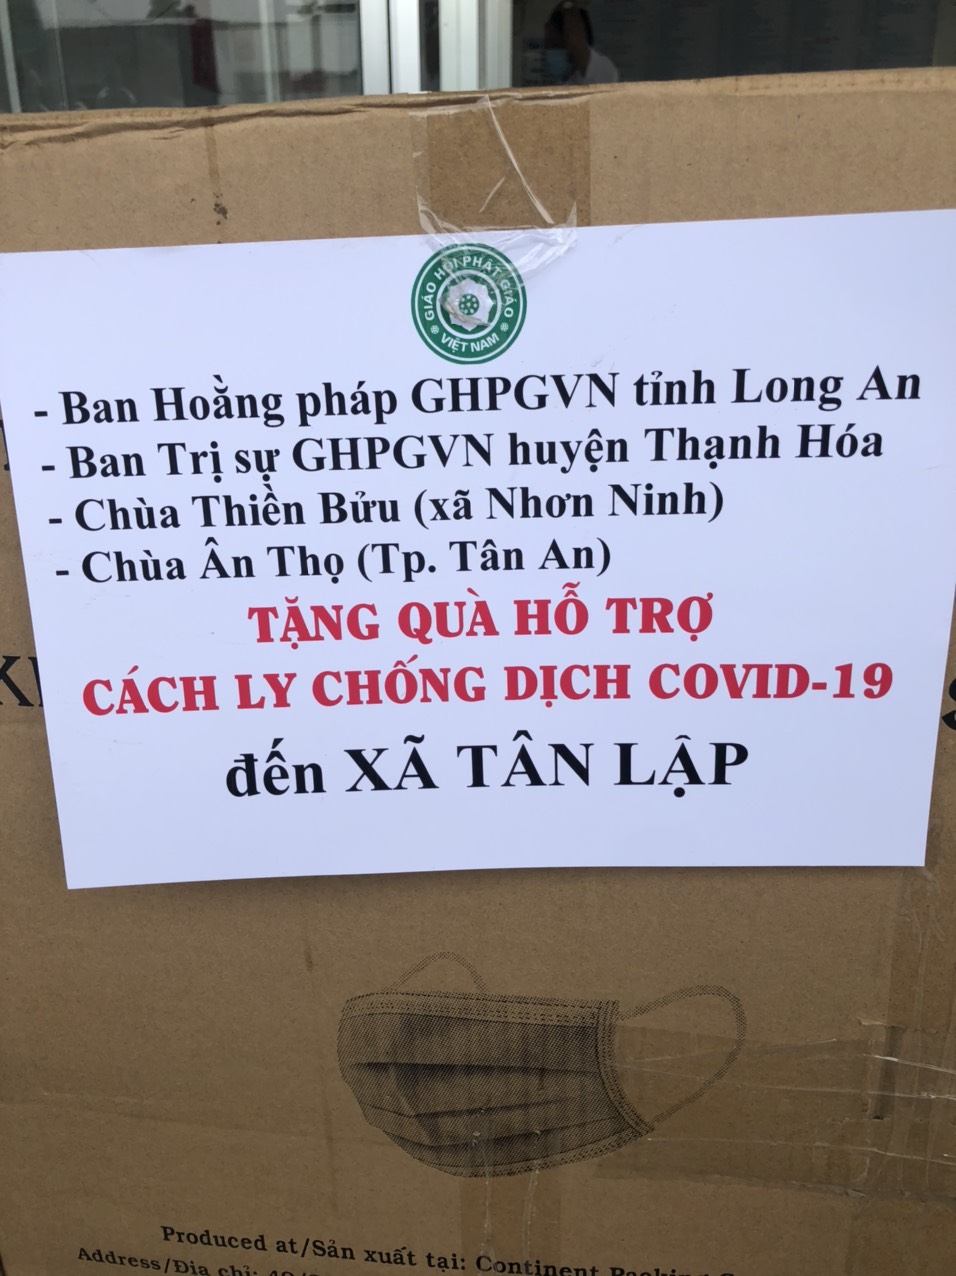 GIÁO HỘI PHẬT GIÁO
VIỆT NAM
- Ban Hoằng pháp GHPGVN tỉnh Long An
- Ban Trị sự GHPGVN huyện Thạnh Hóa
- Chùa Thiền Bửu (xã Nhơn Ninh)
- Chùa Ân Thọ (Tp. Tân An)
TẶNG QUÀ HỖ TRỢ
CÁCH LY CHỐNG DỊCH COVID-19
đến XÃ TÂN LẬP
Produced at/Sản xuất tại: Continent Packing
Address/Địa chỉ: